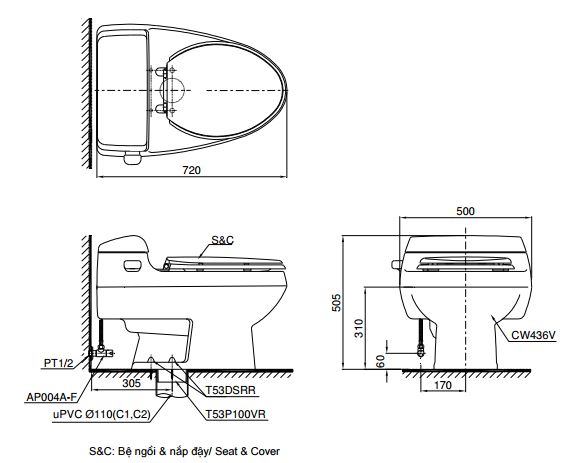 720
S&C
500
505
310
60
CW436V
PT1/2
305
170
AP004A-F
T53DSRR
uPVC Ø110(C1,C2)
T53P100VR
S&C: Bệ ngồi & nắp đậy/ Seat & Cover